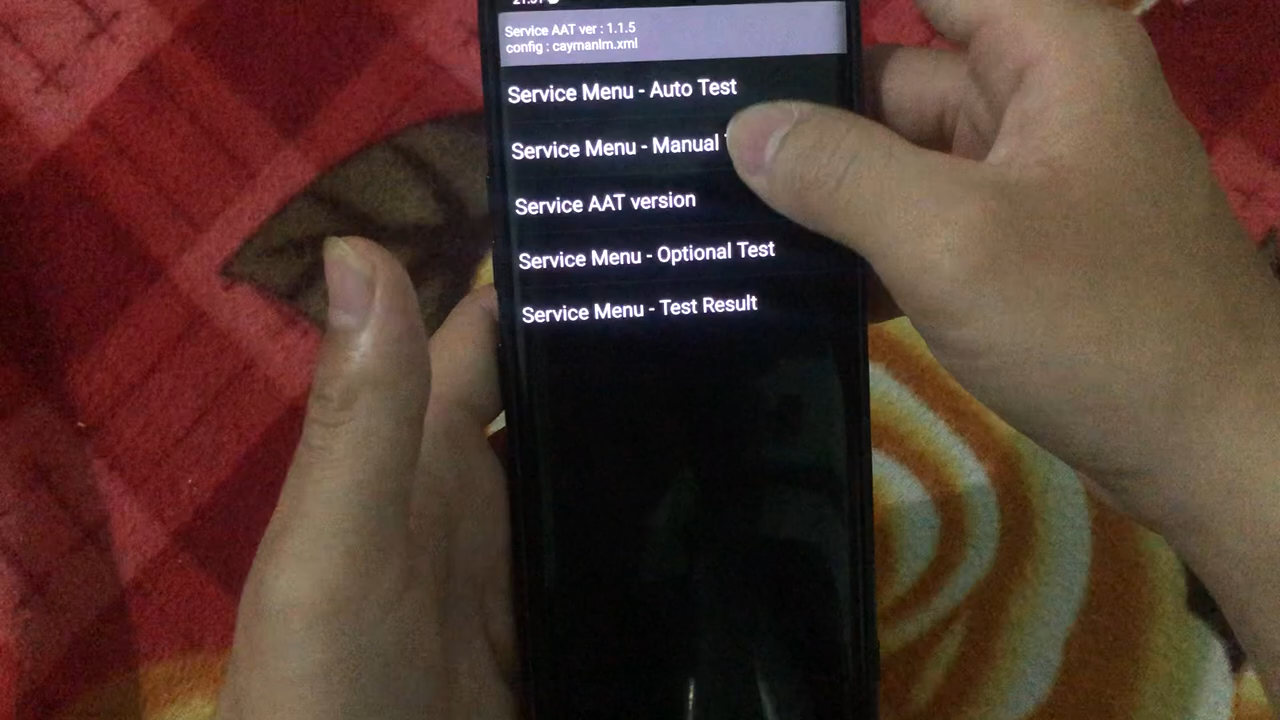 Service AAT ver : 1.1.5
config : caymanlm.xml
Service Menu - Auto Test
Service Menu - Manual
Service AAT version
Service Menu - Optional Test
Service Menu - Test Result